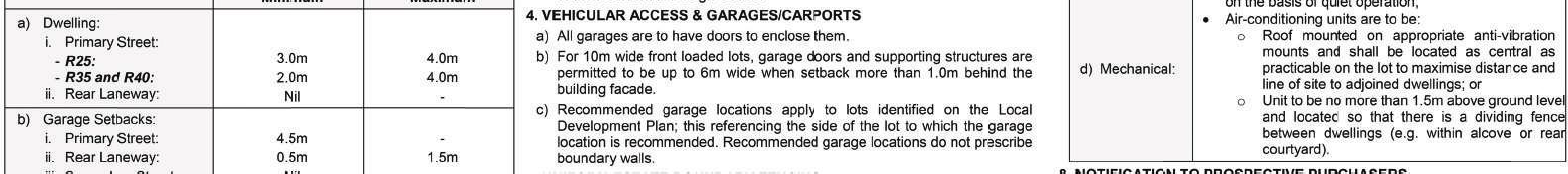 Minimum Maximum
a) Dwelling:
i. Primary Street:
- R25: 3.0m 4.0m
- R35 and R40: 2.0m 4.0m
ii. Rear Laneway: Nil -
b) Garage Setbacks:
i. Primary Street: 4.5m -
ii. Rear Laneway: 0.5m 1.5m
Nil
4. VEHICULAR ACCESS & GARAGES/CARPORTS
a) All garages are to have doors to enclose them.
b) For 10m wide front loaded lots, garage doors and supporting structures are
permitted to be up to 6m wide when setback more than 1.0m behind the
building facade.
c) Recommended garage locations apply to lots identified on the Local
Development Plan; this referencing the side of the lot to which the garage
location is recommended. Recommended garage locations do not prescribe
boundary walls.
d) Mechanical:
on the basis of quiet operation;
• Air-conditioning units are to be:
o Roof mounted on appropriate anti-vibration
mounts and shall be located as central as
practicable on the lot to maximise distance and
line of site to adjoined dwellings; or
o Unit to be no more than 1.5m above ground level
and located so that there is a dividing fence
between dwellings (e.g. within alcove or rear
courtyard).
8. NOTIFICATION TO PROSPECTIVE PURCHASERS